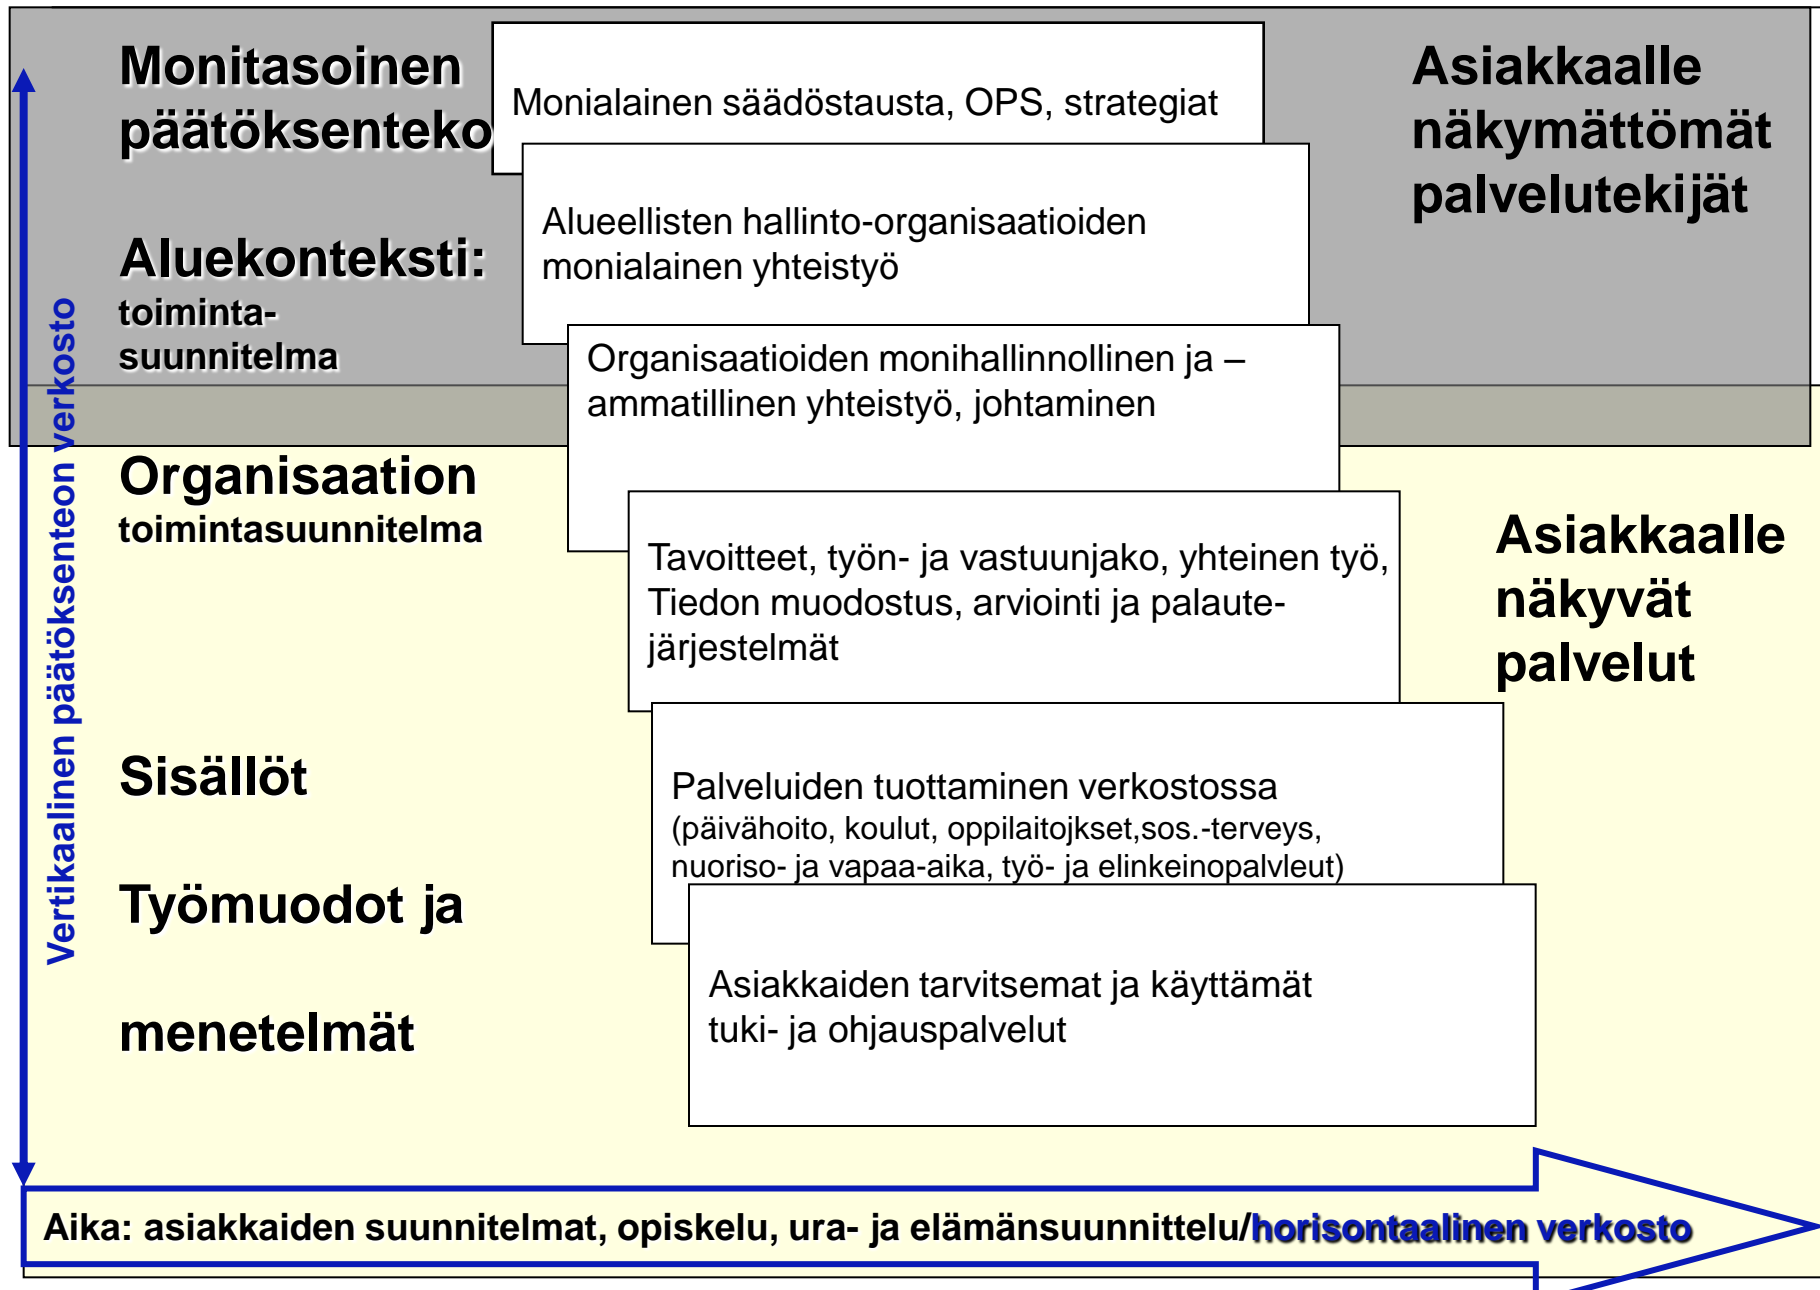 Monitasoinen
päätöksenteko
Monialainen säädöstausta, OPS, strategiat
Asiakkaalle
näkymättömät
palvelutekijät
Aluekonteksti:
toiminta-
suunnitelma
Alueellisten hallinto-organisaatioiden
monialainen yhteistyö
Organisaatioiden monihallinnollinen ja –
ammatillinen yhteistyö, johtaminen
Vertikaalinen päätöksenteon verkosto
Organisaation
toimintasuunnitelma
Tavoitteet, työn- ja vastuunjako, yhteinen työ,
Tiedon muodostus, arviointi ja palaute-
järjestelmät
Asiakkaalle
näkyvät
palvelut
Sisällöt
Palveluiden tuottaminen verkostossa
(päivähoito, koulut, oppilaitojkset,sos.-terveys,
nuoriso- ja vapaa-aika, työ- ja elinkeinopalvleut)
Työmuodot ja
menetelmät
Asiakkaiden tarvitsemat ja käyttämät
tuki- ja ohjauspalvelut
Aika: asiakkaiden suunnitelmat, opiskelu, ura- ja elämänsuunnittelu/horisontaalinen verkosto